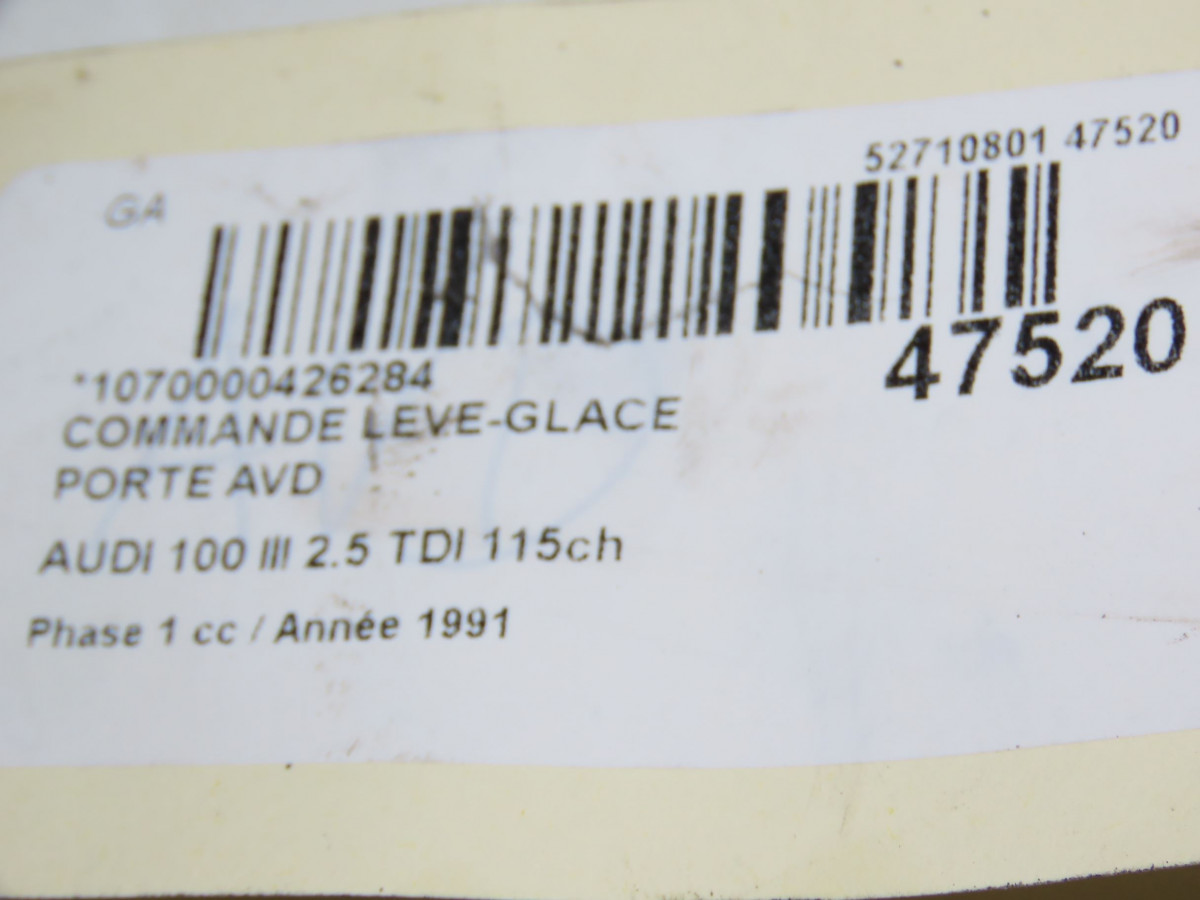 52710801 47520
GA
47520
*1070000426284
COMMANDE LEVE-GLACE
PORTE AVD
AUDI 100 III 2.5 TDI 115ch
Phase 1 cc / Année 1991